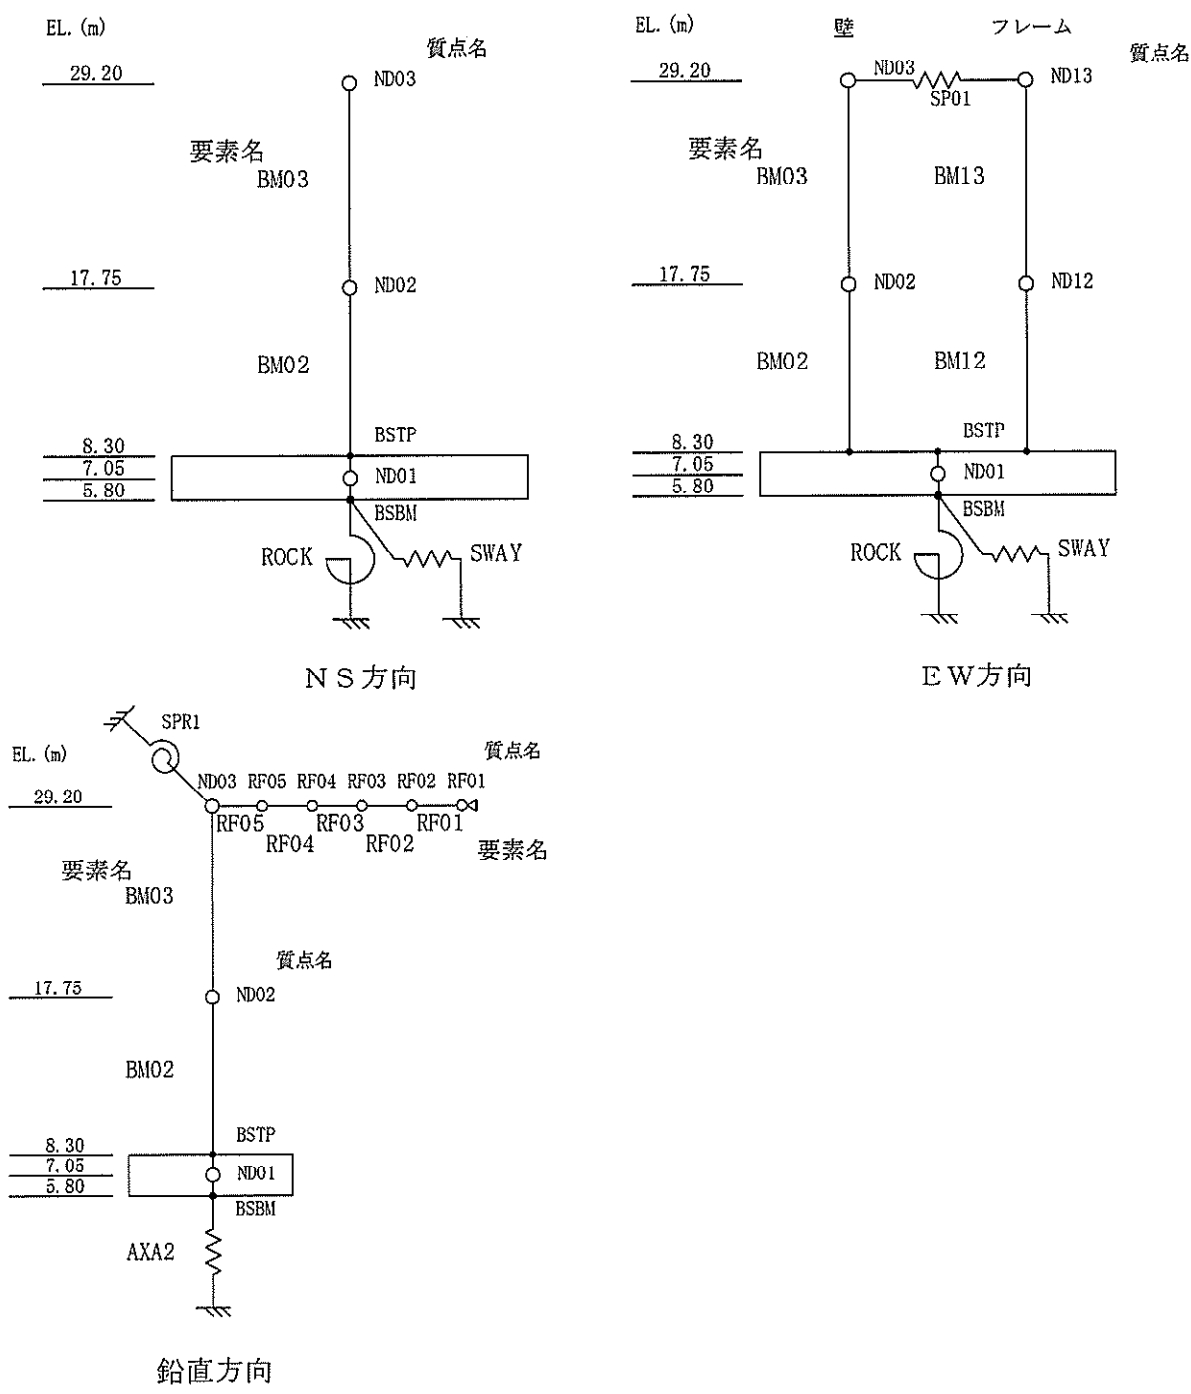 EL. (m)
質点名
29.20
ND03
要素名
BM03
17.75
ND02
BM02
8.30
BSTP
7.05
ND01
5.80
BSBM
ROCK
SWAY
NS方向
EL. (m)
壁
フレーム
質点名
29.20
ND03
SP01
ND13
要素名
BM03
BM13
17.75
ND02
ND12
BM02
BM12
8.30
BSTP
7.05
ND01
5.80
BSBM
ROCK
SWAY
EW方向
SPR1
EL. (m)
質点名
ND03 RF05 RF04 RF03 RF02 RF01
29.20
RF05
RF03
RF01
RF04
RF02
要素名
要素名
BM03
質点名
17.75
ND02
BM02
8.30
BSTP
7.05
ND01
5.80
BSBM
AXA2
鉛直方向